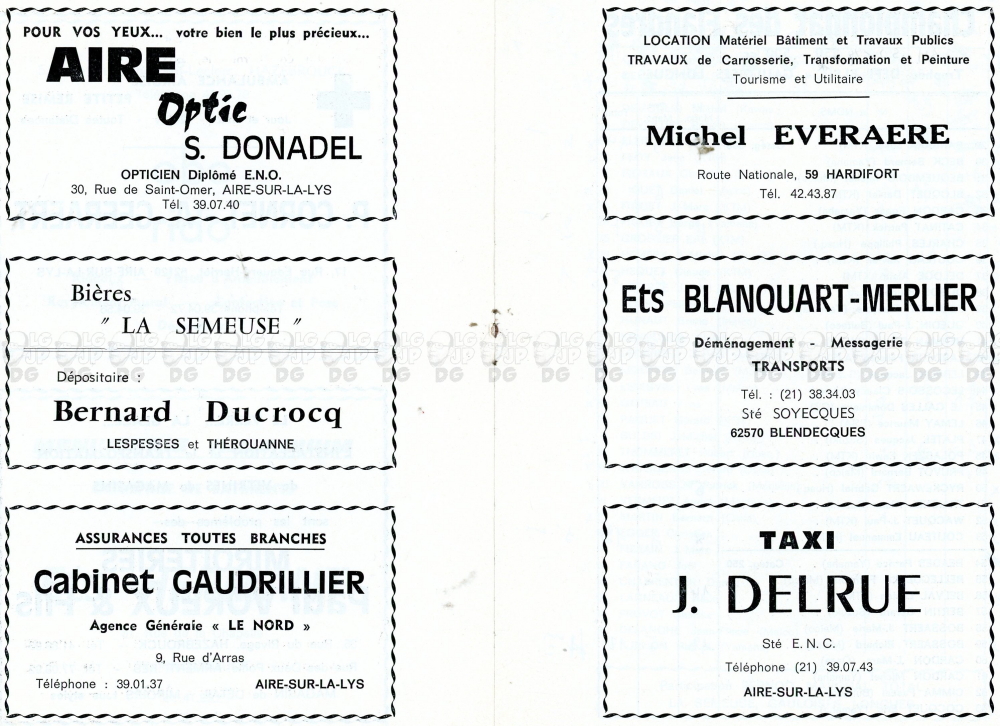 POUR VOS YEUX... votre bien le plus précieux...
AIRE
Optic
S. DONADEL
OPTICIEN Diplômé E.N.O.
30, Rue de Saint-Omer, AIRE-SUR-LA-LYS
Tél. 39.07.40
Bières
" LA SEMEUSE "
Dépositaire :
Bernard Ducrocq
LESPESSES et THÉROUANNE
ASSURANCES TOUTES BRANCHES
Cabinet GAUDRILLIER
Agence Générale « LE NORD »
9, Rue d'Arras
Téléphone : 39.01.37 AIRE-SUR-LA-LYS
LOCATION Matériel Bâtiment et Travaux Publics
TRAVAUX de Carrosserie, Transformation et Peinture
Tourisme et Utilitaire
Michel EVERAERE
Route Nationale, 59 HARDIFORT
Tél. 42.43.87
Ets BLANQUART-MERLIER
Déménagement - Messagerie
TRANSPORTS
Tél. : (21) 38.34.03
Sté SOYECQUES
62570 BLENDECQUES
TAXI
J. DELRUE
Sté E.N.C.
Téléphone (21) 39.07.43
AIRE-SUR-LA-LYS